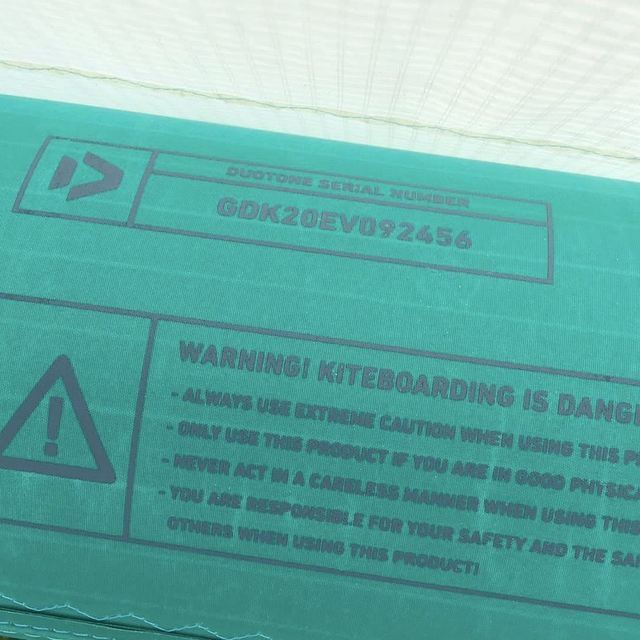 DUOTONE SERIAL NUMBER
GDK20EV092456
WARNING! KITEBOARDING IS
- ALWAYS USE EXTREME CAUTION WHEN USING THIS
- ONLY USE THIS PRODUCT IF YOU ARE IN GOOD
- NEVER ACT IN A CARELESS MANNER WHEN USING THIS
- YOU ARE RESPONSIBLE FOR YOUR SAFETY AND THE
OTHERS WHEN USING THIS PRODUCT!